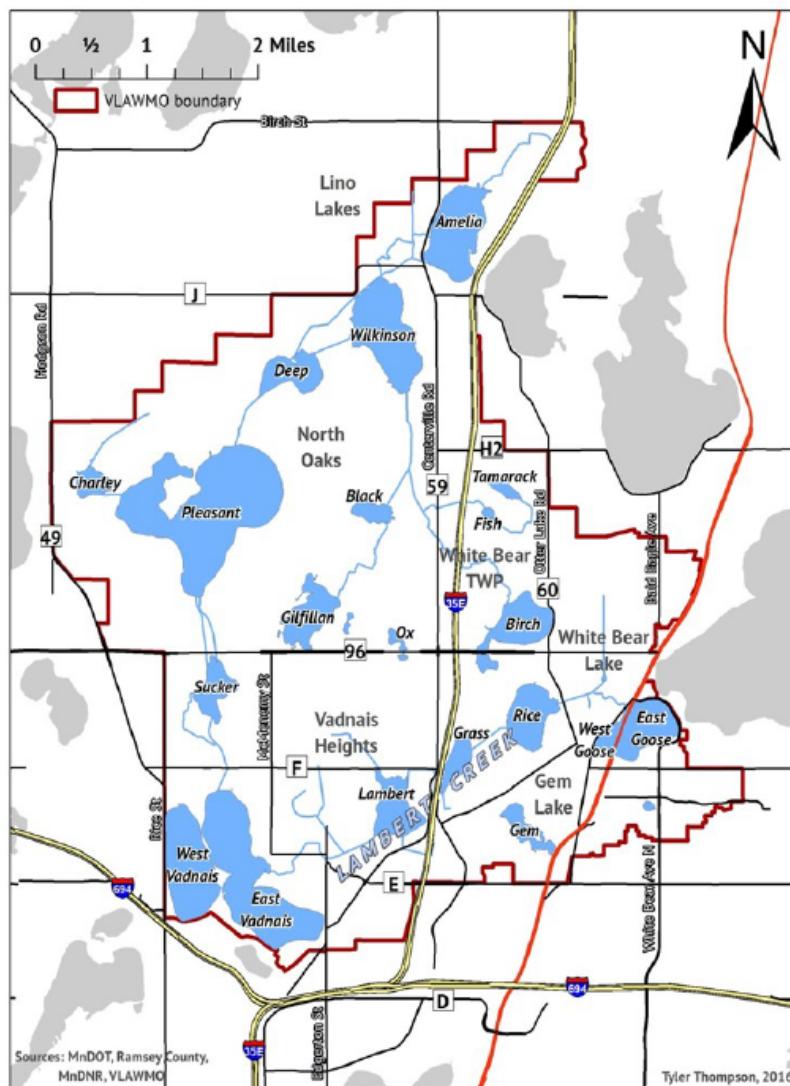 0 ½ 1 2 Miles
VLAWMO boundary
N
Birch St
Lino
Lakes
Amelia
J
Hodgson Rd
Wilkinson
Deep
Centerville Rd
North
Oaks
H2
Tamarack
Charley
59
Black
Pleasant
Fish
Otter Lake Rd
Bald Eagle Ave
49
White Bear
TWP
35E
60
Gilfillan
Birch
Ox
96
White Bear
Lake
Sucker
McMenemy St
Rice
East
Goose
West
Goose
Vadnais
Heights
Grass
F
LAMBERT CREEK
Lambert
Gem
Lake
Gem
Rice St
West
Vadnais
East
Vadnais
E
694
White Bear Ave N
694
D
Edgerton St
35E
Sources: MnDOT, Ramsey County,
MnDNR, VLAWMO
Tyler Thompson, 2016